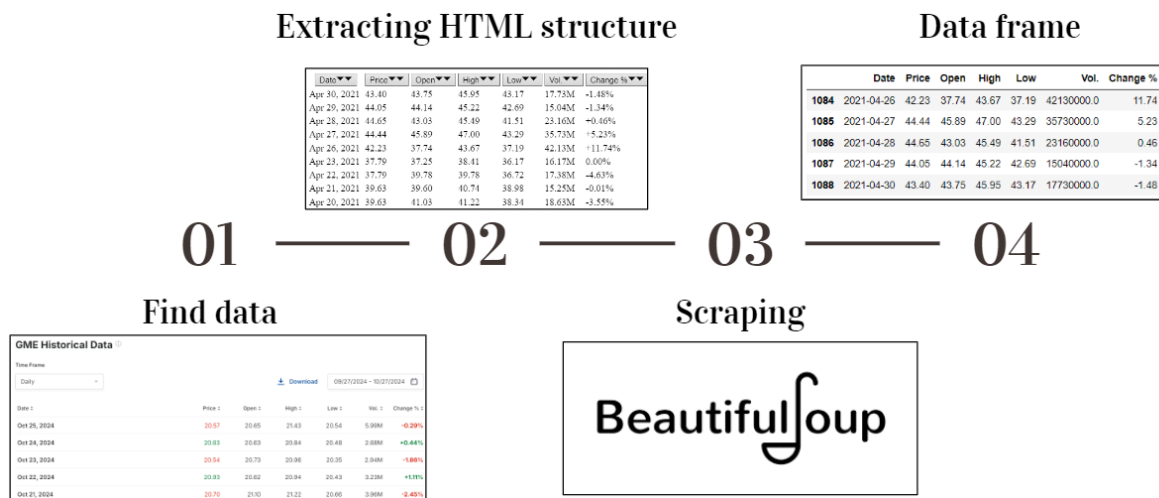 Extracting HTML structure
Data frame
Date▼▼ Price▼▼ Open▼▼ High▼▼ Low▼▼ Vol.▼▼ Change %▼▼
Apr 30, 2021 43.40 43.75 45.95 43.17 17.73M -1.48%
Apr 29, 2021 44.05 44.14 45.22 42.69 15.04M -1.34%
Apr 28, 2021 44.65 43.03 45.49 41.51 23.16M +0.46%
Apr 27, 2021 44.44 45.89 47.00 43.29 35.73M +5.23%
Apr 26, 2021 42.23 37.74 43.67 37.19 42.13M +11.74%
Apr 23, 2021 37.79 37.25 38.41 36.17 16.17M 0.00%
Apr 22, 2021 37.79 39.78 39.78 36.72 17.38M -4.63%
Apr 21, 2021 39.63 39.60 40.74 38.98 15.25M -0.01%
Apr 20, 2021 39.63 41.03 41.22 38.34 18.63M -3.55%
Date Price Open High Low Vol. Change %
1084 2021-04-26 42.23 37.74 43.67 37.19 42130000.0 11.74
1085 2021-04-27 44.44 45.89 47.00 43.29 35730000.0 5.23
1086 2021-04-28 44.65 43.03 45.49 41.51 23160000.0 0.46
1087 2021-04-29 44.05 44.14 45.22 42.69 15040000.0 -1.34
1088 2021-04-30 43.40 43.75 45.95 43.17 17730000.0 -1.48
01 02 03 04
Find data
Scraping
GME Historical Data
Time Frame
Daily Download 09/27/2024 - 10/27/2024
Date Price Open High Low Vol. Change %
Oct 25, 2024 20.57 20.65 21.43 20.54 5.99M -0.29%
Oct 24, 2024 20.63 20.63 20.84 20.48 2.68M +0.44%
Oct 23, 2024 20.54 20.73 20.98 20.35 2.94M -1.86%
Oct 22, 2024 20.93 20.62 20.94 20.43 3.23M +1.11%
Oct 21, 2024 20.70 21.10 21.22 20.66 3.96M -2.45%
BeautifulSoup